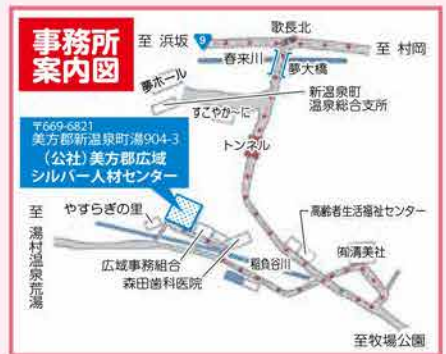 事務所
案内図
至 浜坂
9
歌長北
至 村岡
春来川
夢大橋
夢ホール
すこやか〜に
新温泉町
温泉総合支所
トンネル
〒669-6821
美方郡新温泉町湯904-3
(公社)美方郡広域
シルバー人材センター
至
湯村温泉荒湯
やすらぎの里
広域事務組合
森田歯科医院
稲負谷川
高齢者生活福祉センター
㈲清美社
至牧場公園